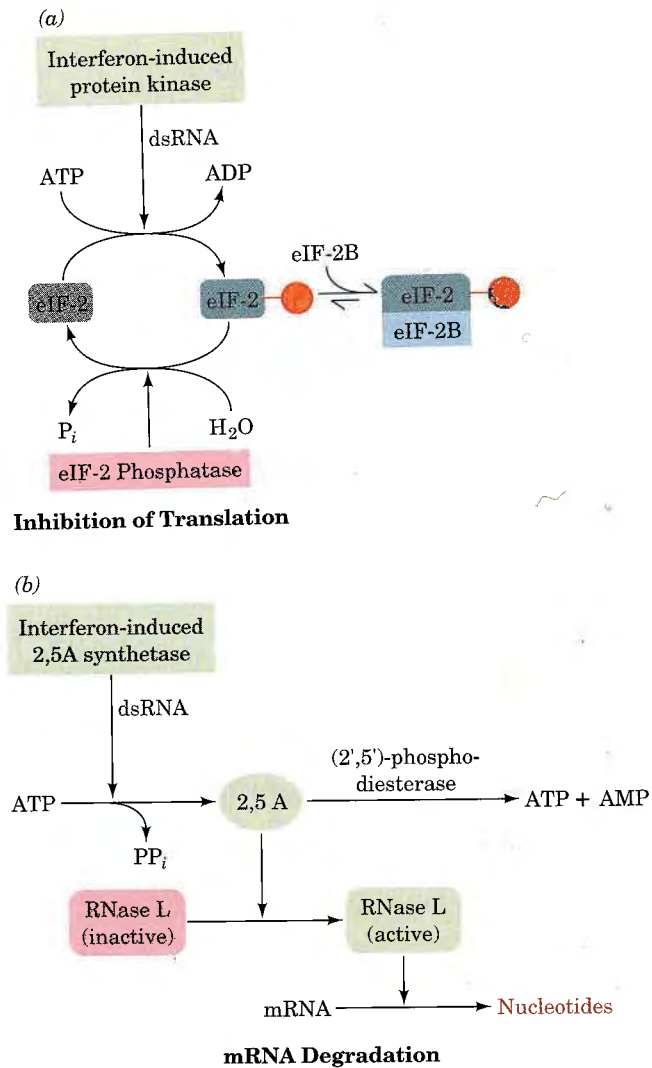 (a)
Interferon-induced
protein kinase
dsRNA
ATP
ADP
eIF-2
eIF-2
eIF-2B
eIF-2
eIF-2B
Pi
H2O
eIF-2 Phosphatase
Inhibition of Translation
(b)
Interferon-induced
2,5A synthetase
dsRNA
ATP
2,5 A
(2',5')-phospho-
diesterase
ATP + AMP
PPi
RNase L
(inactive)
RNase L
(active)
mRNA
Nucleotides
mRNA Degradation